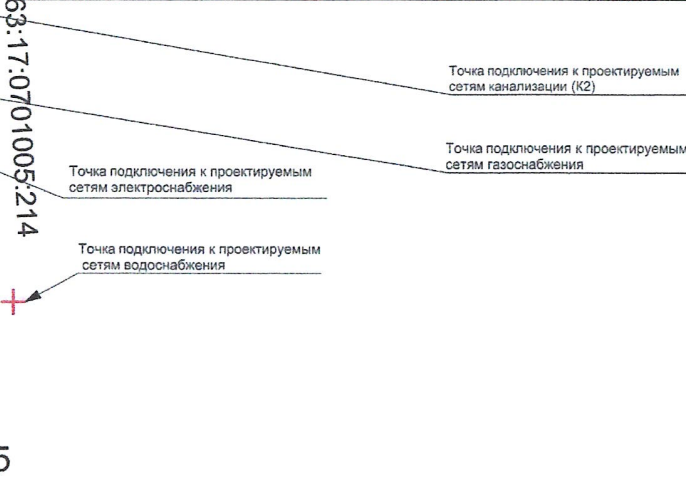 63:17:0701005:214
Точка подключения к проектируемым
сетям канализации (К2)
Точка подключения к проектируемым
сетям газоснабжения
Точка подключения к проектируемым
сетям электроснабжения
Точка подключения к проектируемым
сетям водоснабжения
5